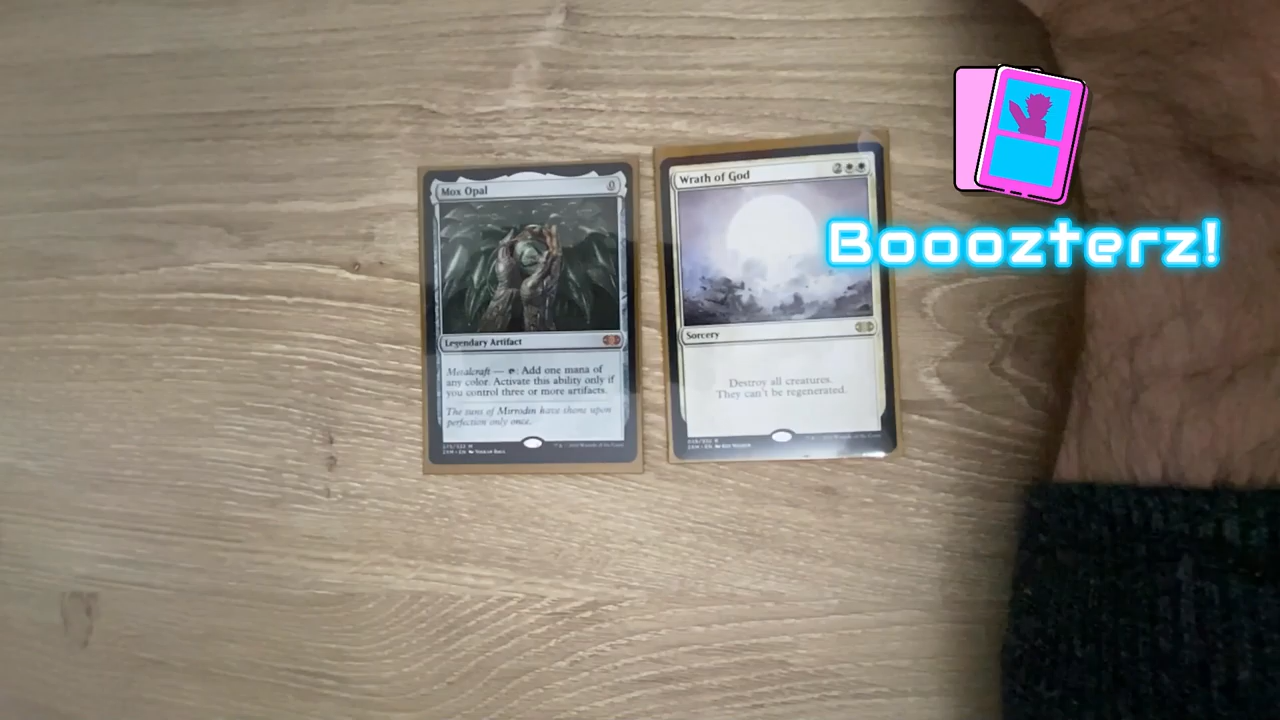 Mox Opal 0
Legendary Artifact
Metalcraft — : Add one mana of
any color. Activate this ability only if
you control three or more artifacts.
The suns of Mirrodin have shone upon
perfection only once.
Wrath of God 2
Sorcery
Destroy all creatures.
They can't be regenerated.
Booozterz!